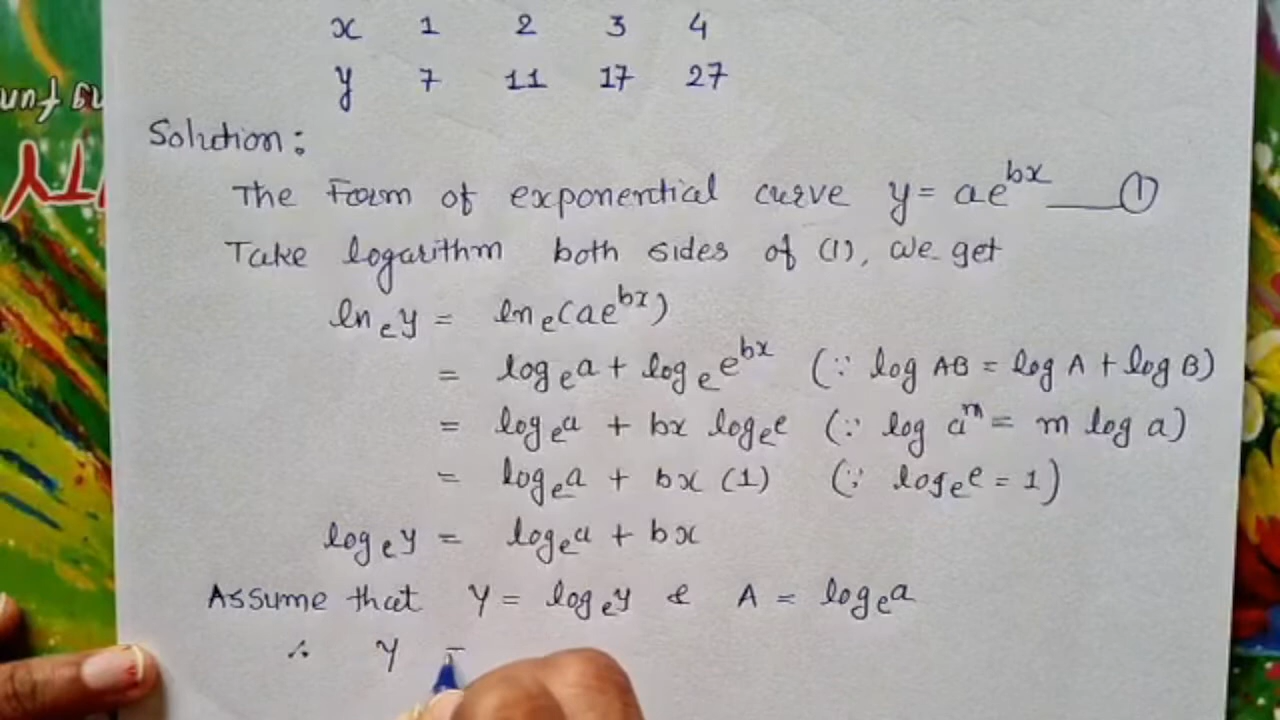 x 1 2 3 4
y 7 11 17 27
Solution:
The Form of exponential curve y = ae^{bx} ___ ①
Take logarithm both sides of (1), we get
ln_e y = ln_e(ae^{bx})
= log_e a + log_e e^{bx} (∵ log AB = log A + log B)
= log_e a + bx log_e e (∵ log a^m = m log a)
= log_e a + bx (1) (∵ log_e e = 1)
log_e y = log_e a + bx
Assume that Y = log_e y & A = log_e a
∴ Y =